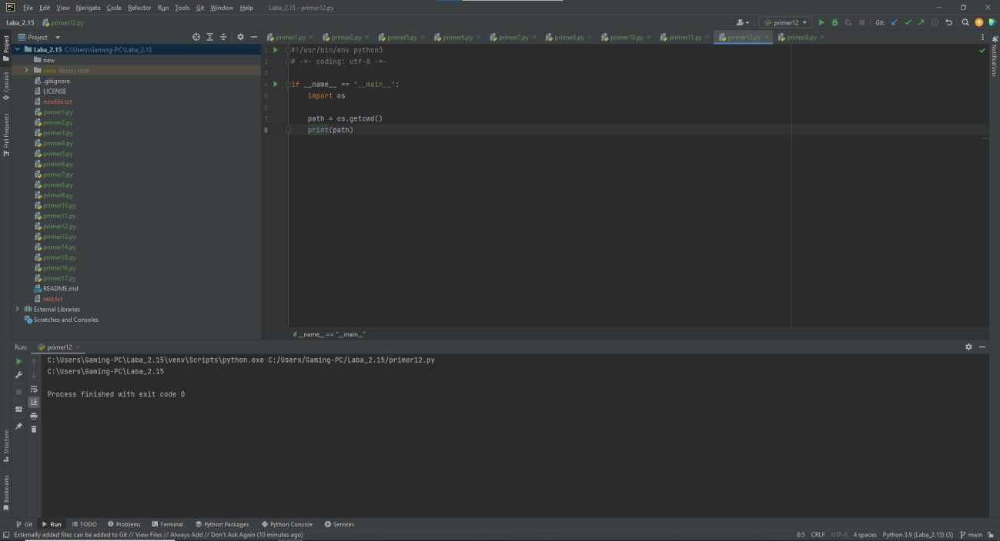 PC File Edit View Navigate Code Refactor Run Tools Git Window Help Laba_2.15 - primer12.py
Laba_2.15 primer12.py primer12 Git:
Project primer1.py primer2.py primer5.py primer6.py primer7.py primer8.py primer10.py primer11.py primer12.py primer9.py
Project
Commit
Pull Requests
Notifications
Laba_2.15 C:\Users\Gaming-PC\Laba_2.15
new
venv library root
.gitignore
LICENSE
newfile.txt
primer1.py
primer2.py
primer3.py
primer4.py
primer5.py
primer6.py
primer7.py
primer8.py
primer9.py
primer10.py
primer11.py
primer12.py
primer13.py
primer14.py
primer15.py
primer16.py
primer17.py
README.md
text.txt
External Libraries
Scratches and Consoles
1 #!/usr/bin/env python3
2 # -*- coding: utf-8 -*-
3
4 if __name__ == "__main__":
5 import os
6
7 path = os.getcwd()
8 print(path)
if __name__ == "__main__"
Run: primer12
C:\Users\Gaming-PC\Laba_2.15\venv\Scripts\python.exe C:/Users/Gaming-PC/Laba_2.15/primer12.py
C:\Users\Gaming-PC\Laba_2.15
Process finished with exit code 0
Structure
Bookmarks
Git Run TODO Problems Terminal Python Packages Python Console Services
Externally added files can be added to Git // View Files // Always Add // Don't Ask Again (10 minutes ago) 8:5 CRLF UTF-8 4 spaces Python 3.9 (Laba_2.15) (3) main